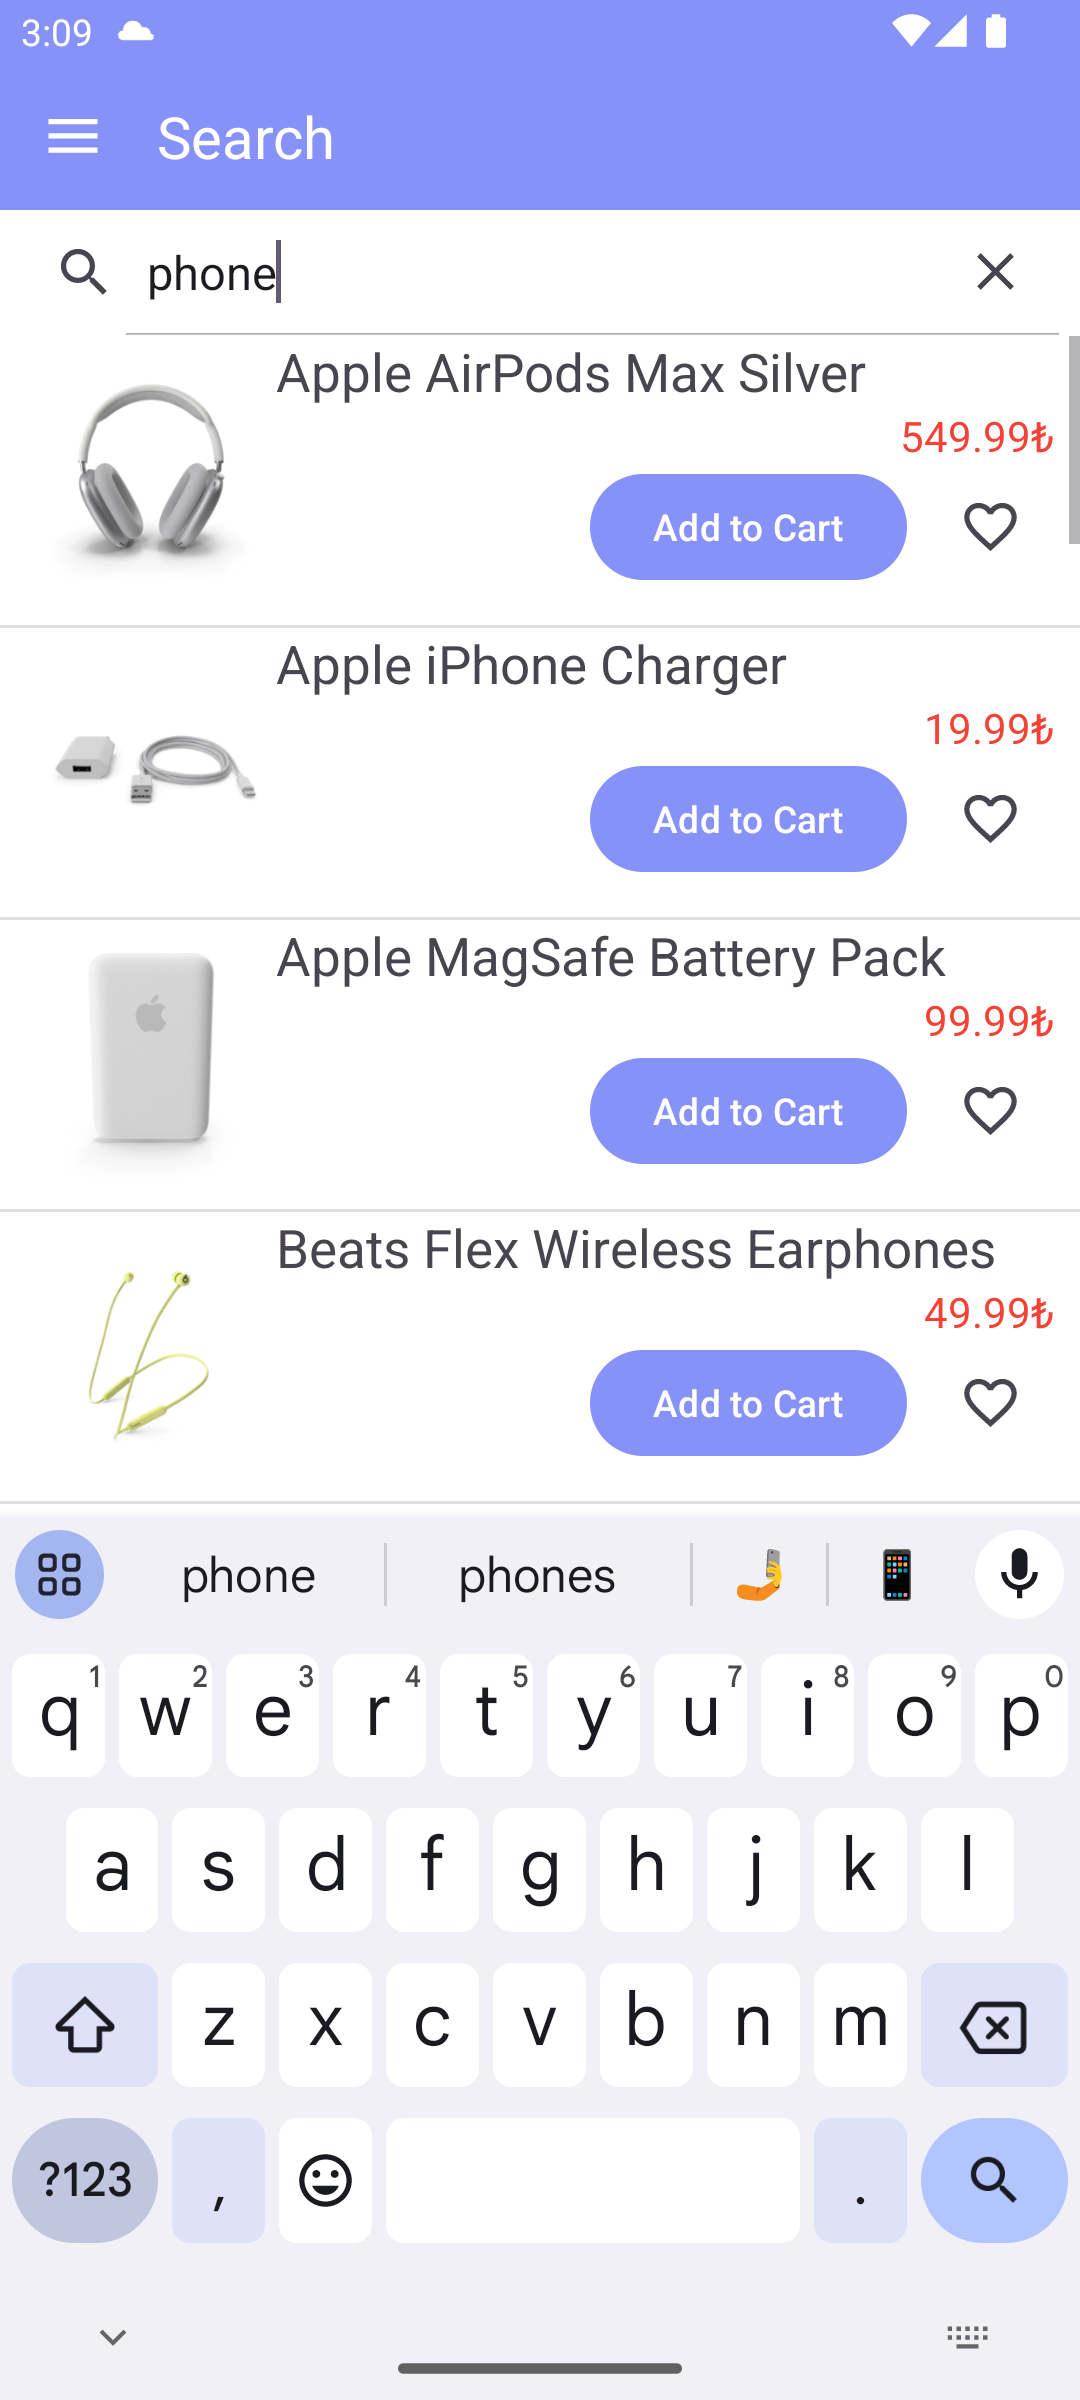 3:09
Search
phone
Apple AirPods Max Silver
549.99₺
Add to Cart
Apple iPhone Charger
19.99₺
Add to Cart
Apple MagSafe Battery Pack
99.99₺
Add to Cart
Beats Flex Wireless Earphones
49.99₺
Add to Cart
phone phones
q1 w2 e3 r4 t5 y6 u7 i8 o9 p0
a s d f g h j k l
z x c v b n m
?123 , .